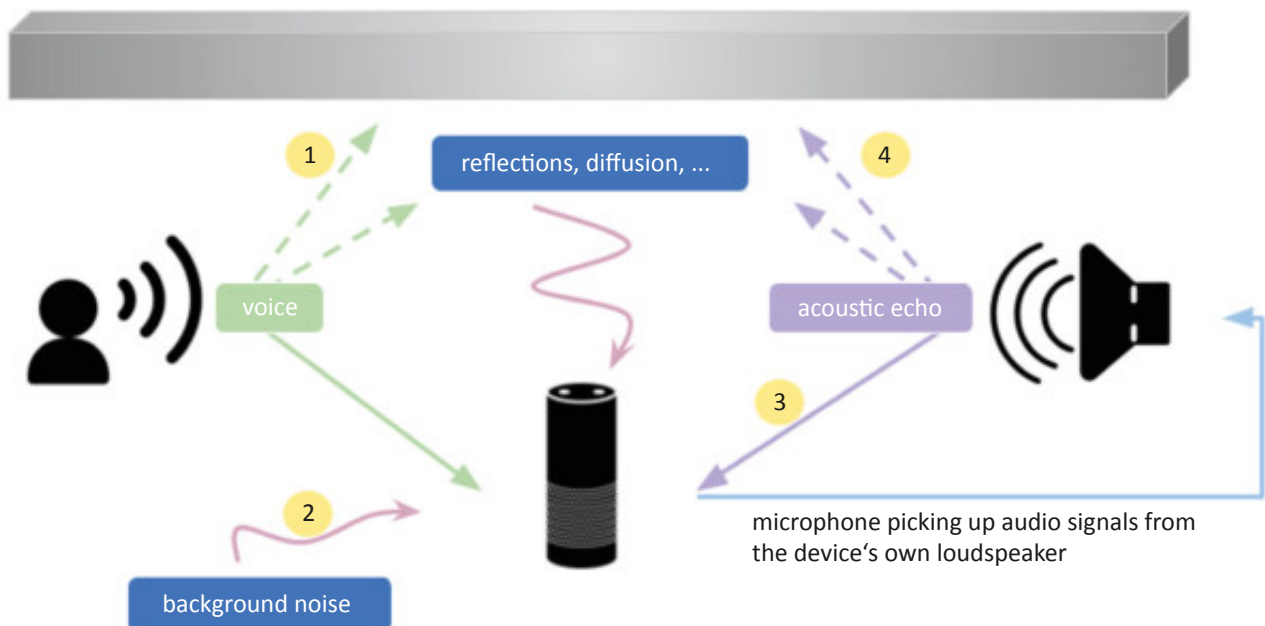 1
4
reflections, diffusion, ...
voice
acoustic echo
3
2
microphone picking up audio signals from
the device‘s own loudspeaker
background noise